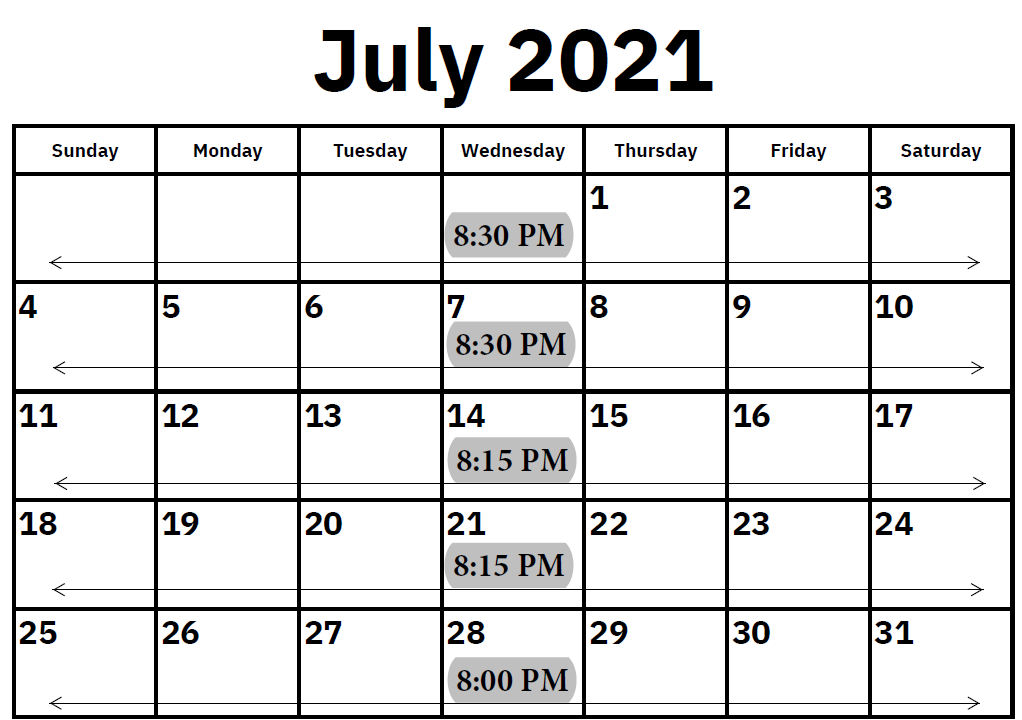 July 2021
Sunday Monday Tuesday Wednesday Thursday Friday Saturday
1 2 3
8:30 PM
4 5 6 7 8 9 10
8:30 PM
11 12 13 14 15 16 17
8:15 PM
18 19 20 21 22 23 24
8:15 PM
25 26 27 28 29 30 31
8:00 PM